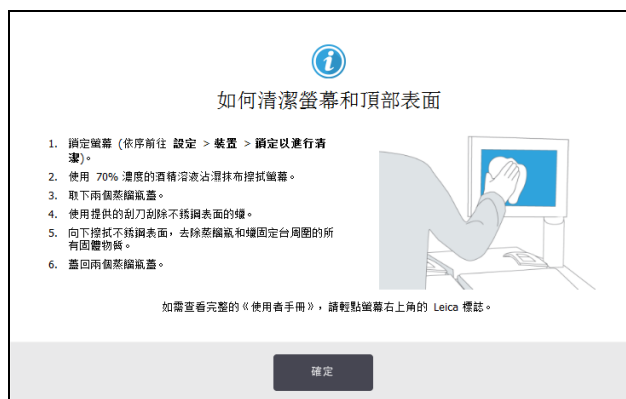 如何清潔螢幕和頂部表面
1. 鎖定螢幕 (依序前往 設定 > 裝置 > 鎖定以進行清
潔)。
2. 使用 70% 濃度的酒精溶液沾濕抹布擦拭螢幕。
3. 取下兩個蒸餾瓶蓋。
4. 使用提供的刮刀刮除不銹鋼表面的蠟。
5. 向下擦拭不銹鋼表面，去除蒸餾瓶和蠟固定台周圍的所
有固體物質。
6. 蓋回兩個蒸餾瓶蓋。
如需查看完整的《使用者手冊》，請輕點螢幕右上角的 Leica 標誌。
確定